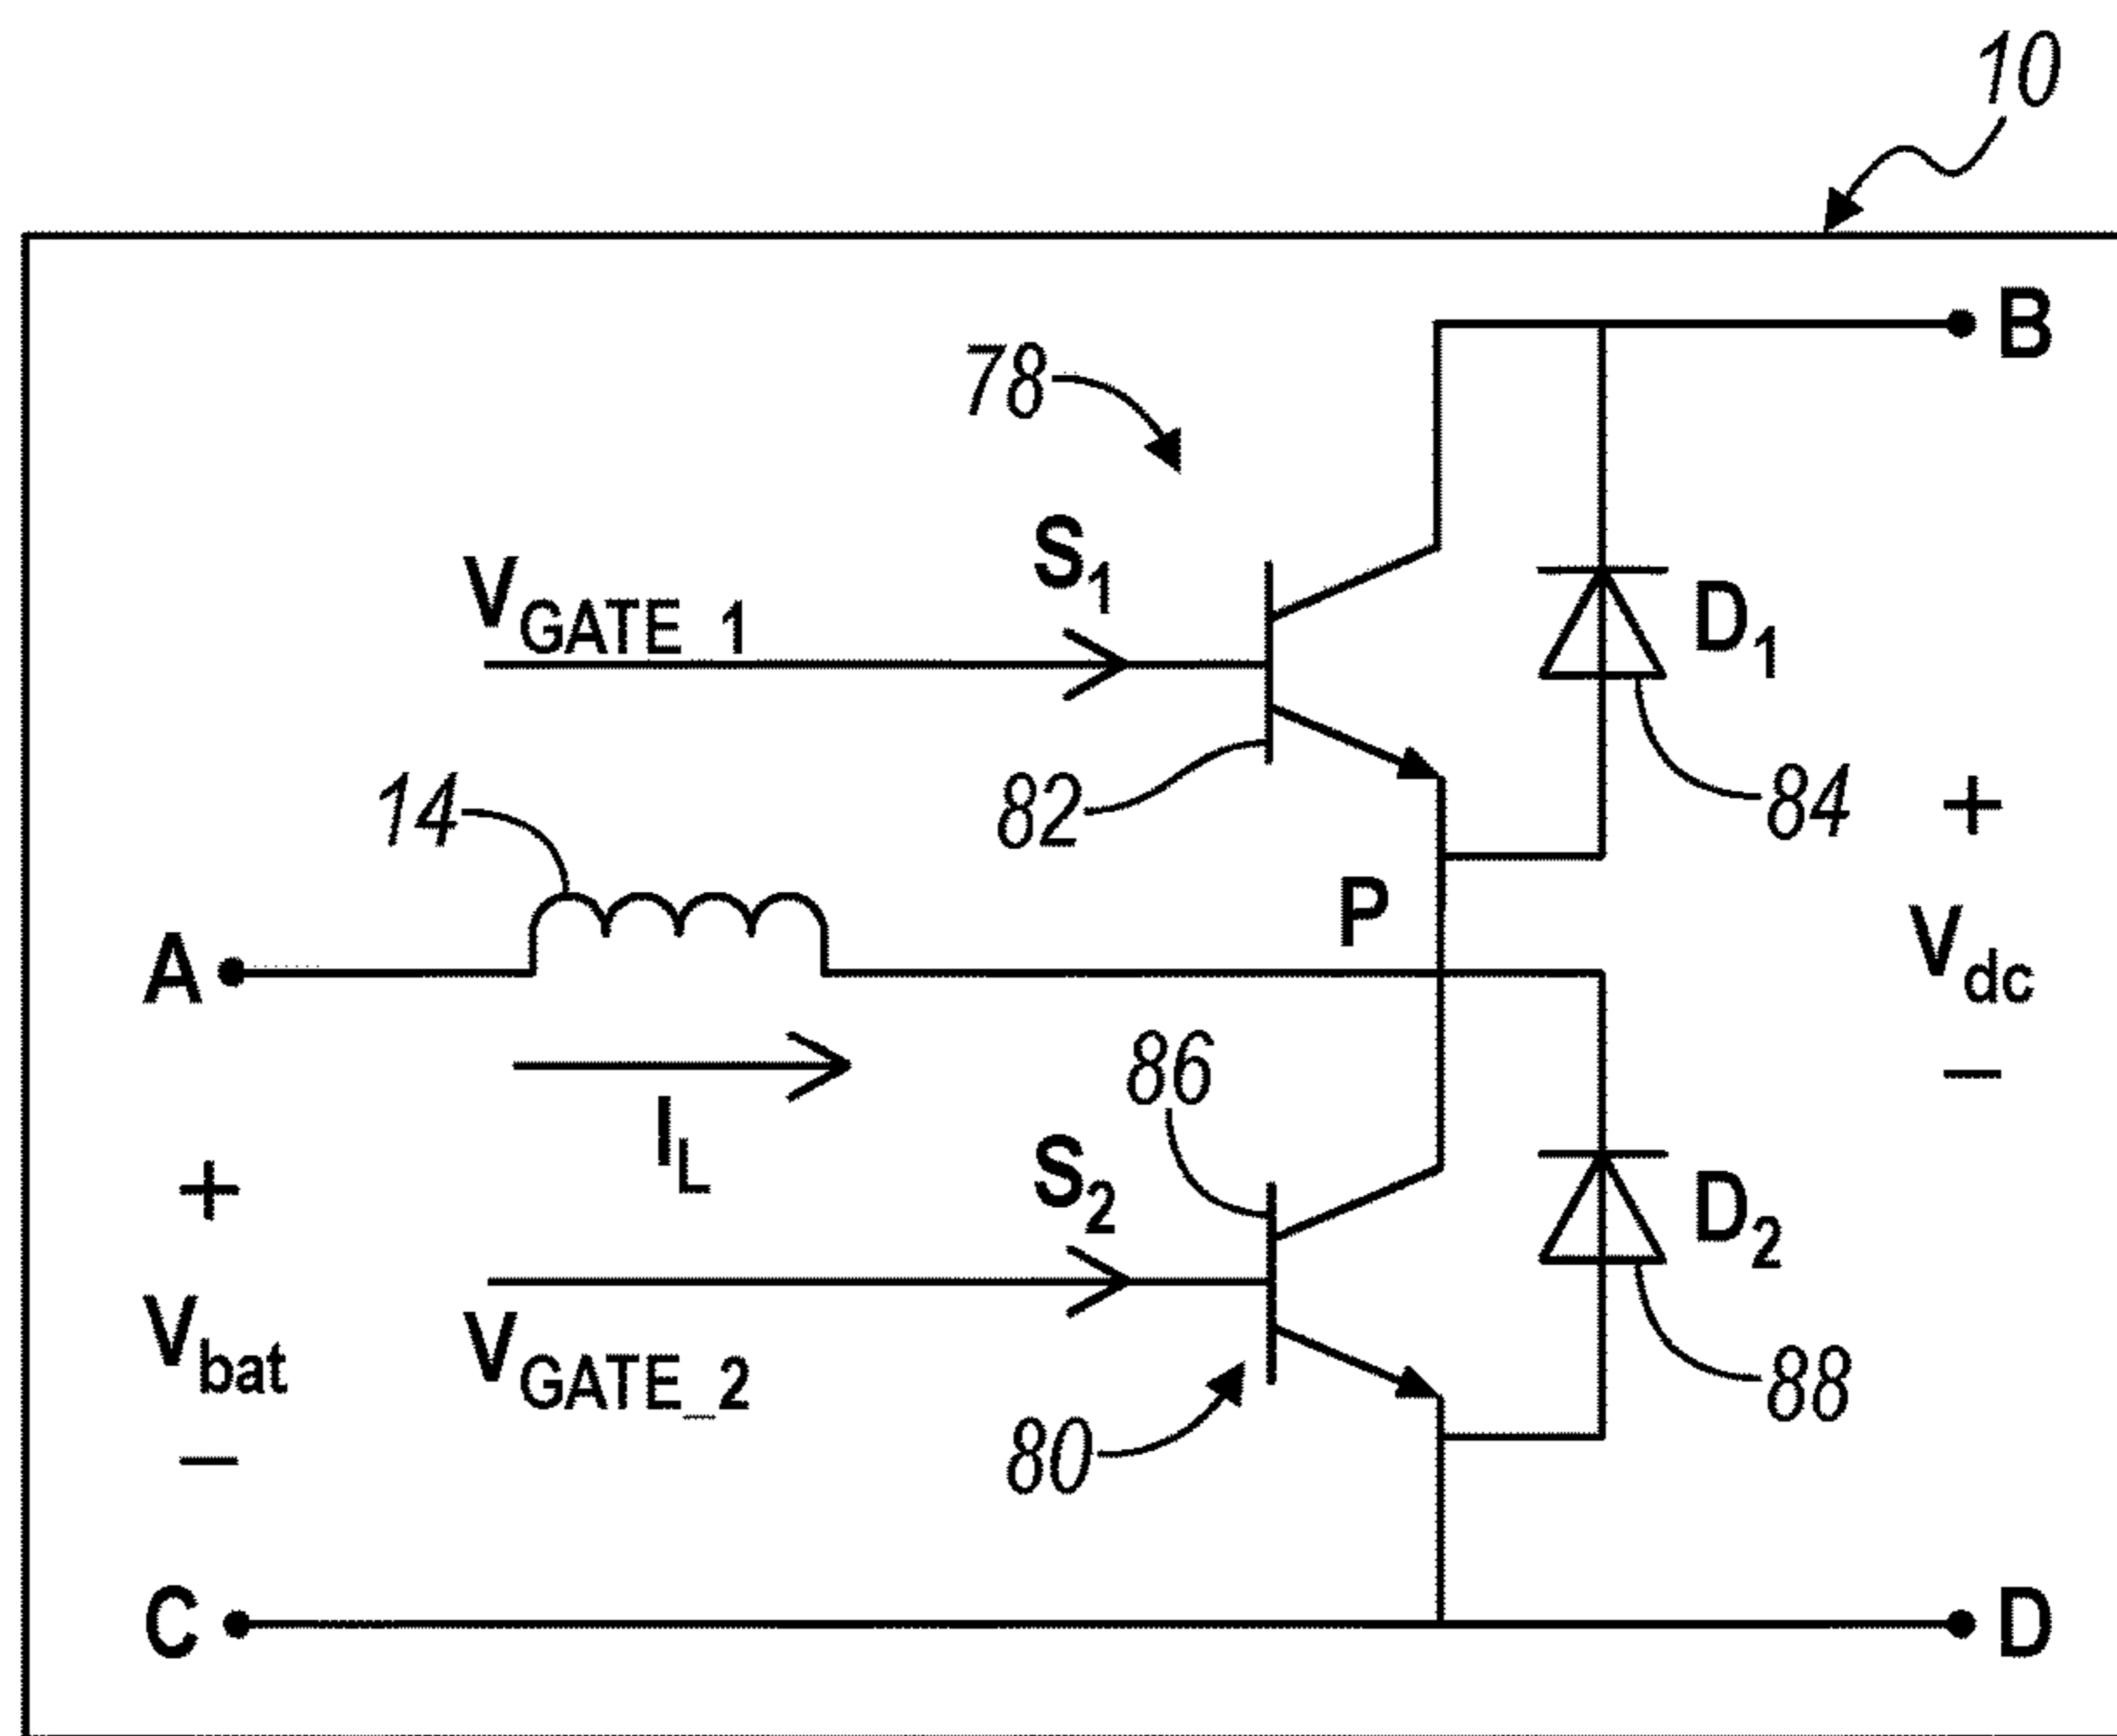 10
B
78
S1
VGATE_1
D1
82
84
14
+
P
A
Vdc
86
−
IL
S2
D2
+
Vbat
VGATE_2
88
−
80
C
D